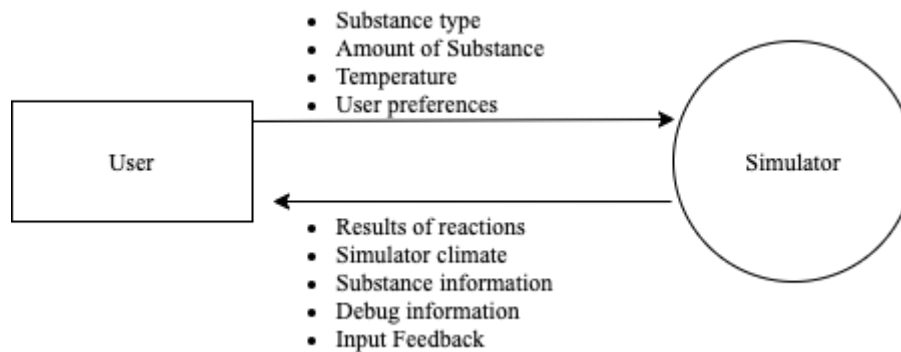 • Substance type
• Amount of Substance
• Temperature
• User preferences
User
Simulator
• Results of reactions
• Simulator climate
• Substance information
• Debug information
• Input Feedback